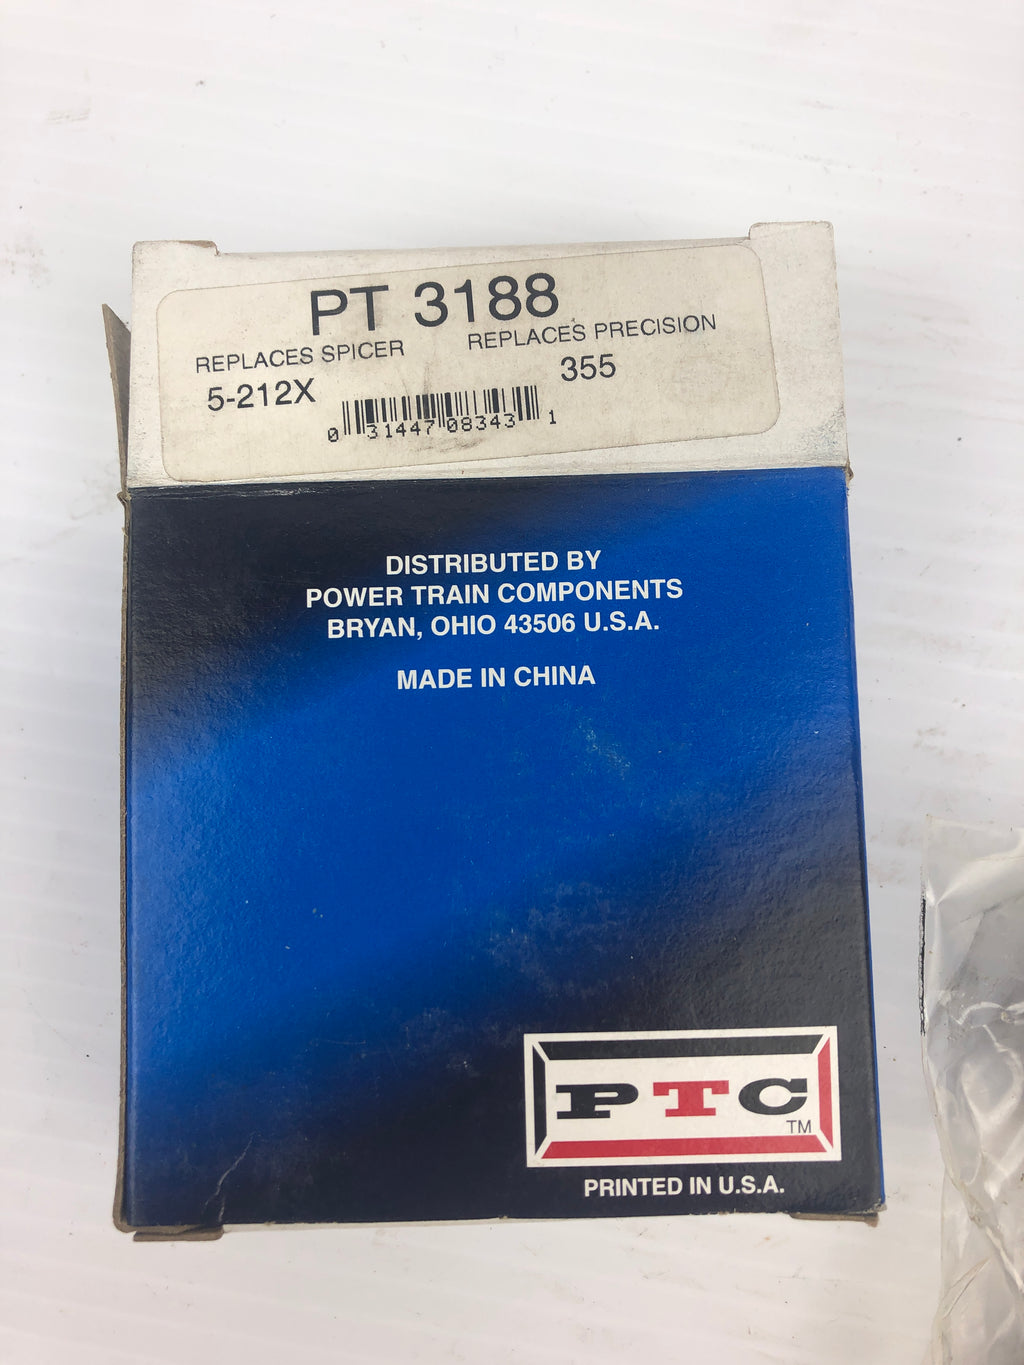 PT 3188
REPLACES SPICER
REPLACES PRECISION
5-212X
355
0 31447 08343 1
DISTRIBUTED BY
POWER TRAIN COMPONENTS
BRYAN, OHIO 43506 U.S.A.
MADE IN CHINA
PTC
TM
PRINTED IN U.S.A.